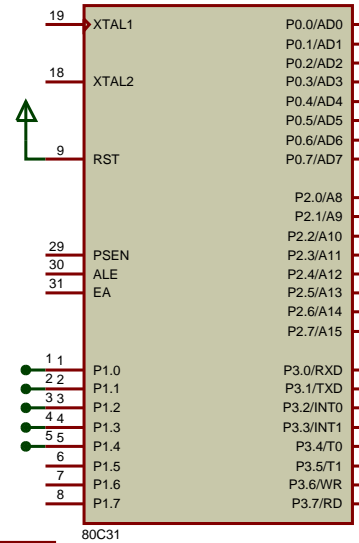 19 XTAL1 P0.0/AD0
P0.1/AD1
P0.2/AD2
18 XTAL2 P0.3/AD3
P0.4/AD4
P0.5/AD5
P0.6/AD6
9 RST P0.7/AD7
P2.0/A8
P2.1/A9
P2.2/A10
29 PSEN P2.3/A11
30 ALE P2.4/A12
31 EA P2.5/A13
P2.6/A14
P2.7/A15
1 1 P1.0 P3.0/RXD
2 2 P1.1 P3.1/TXD
3 3 P1.2 P3.2/INT0
4 4 P1.3 P3.3/INT1
5 5 P1.4 P3.4/T0
6 P1.5 P3.5/T1
7 P1.6 P3.6/WR
8 P1.7 P3.7/RD
80C31